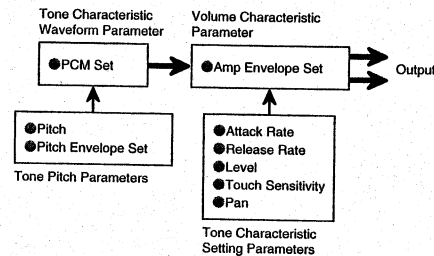 Tone Characteristic
Waveform Parameter
Volume Characteristic
Parameter
●PCM Set
●Amp Envelope Set
Output
●Pitch
●Pitch Envelope Set
Tone Pitch Parameters
●Attack Rate
●Release Rate
●Level
●Touch Sensitivity
●Pan
Tone Characteristic
Setting Parameters